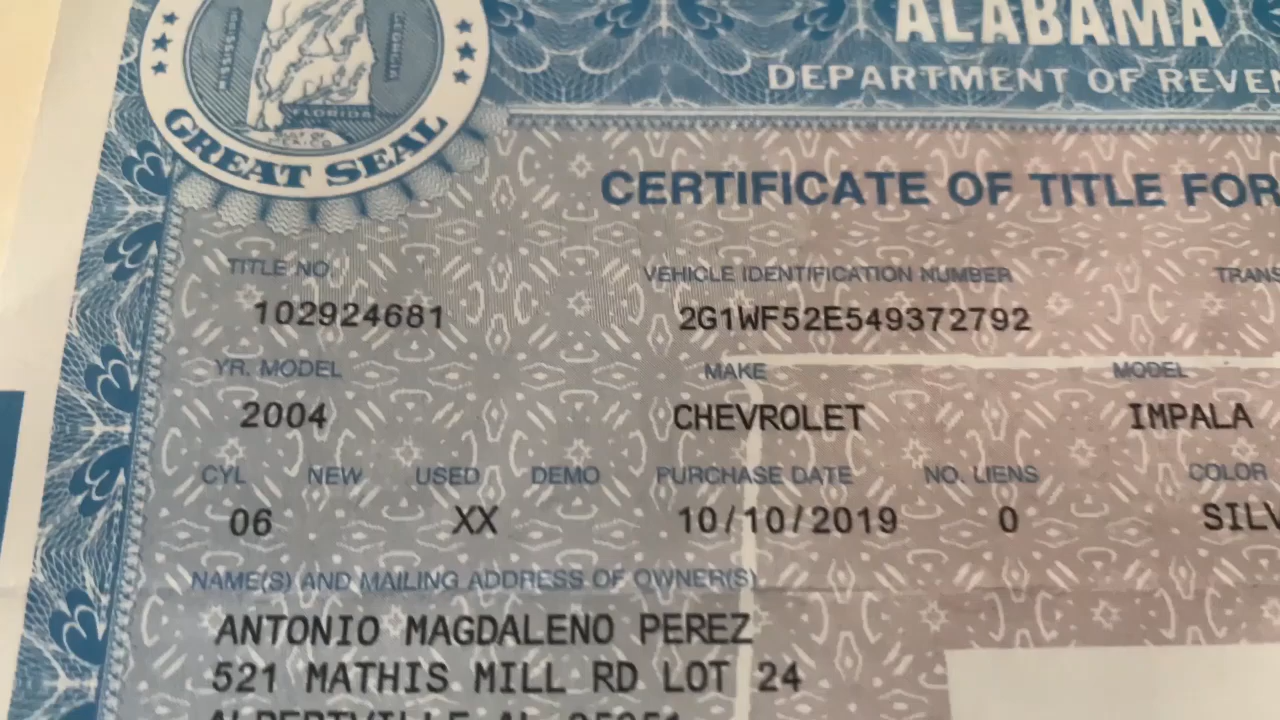 ALABAMA
DEPARTMENT OF REVEN
GREAT SEAL
FLORIDA
CERTIFICATE OF TITLE FOR
TITLE NO. VEHICLE IDENTIFICATION NUMBER TRANS
102924681 2G1WF52E549372792
YR. MODEL MAKE MODEL
2004 CHEVROLET IMPALA
CYL NEW USED DEMO PURCHASE DATE NO. LIENS COLOR
06 XX 10/10/2019 0 SILV
NAME(S) AND MAILING ADDRESS OF OWNER(S)
ANTONIO MAGDALENO PEREZ
521 MATHIS MILL RD LOT 24